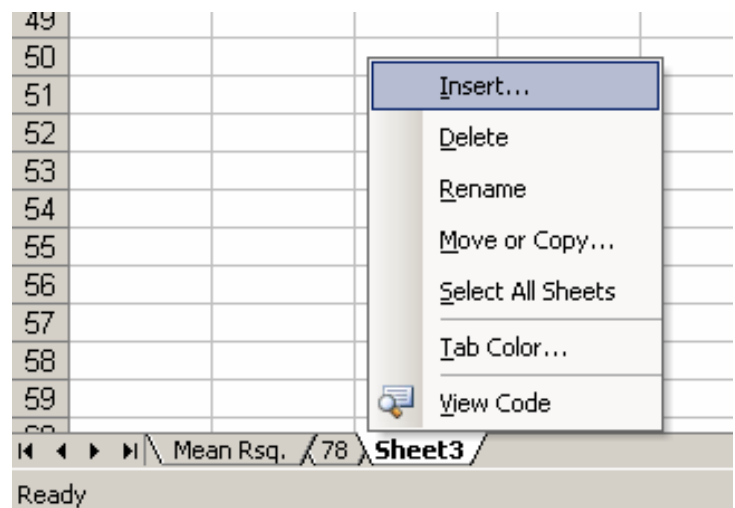 49
50
51
Insert...
52
Delete
53
Rename
54
55
Move or Copy...
56
Select All Sheets
57
Tab Color...
58
59
View Code
60
Mean Rsq. 78 Sheet3
Ready